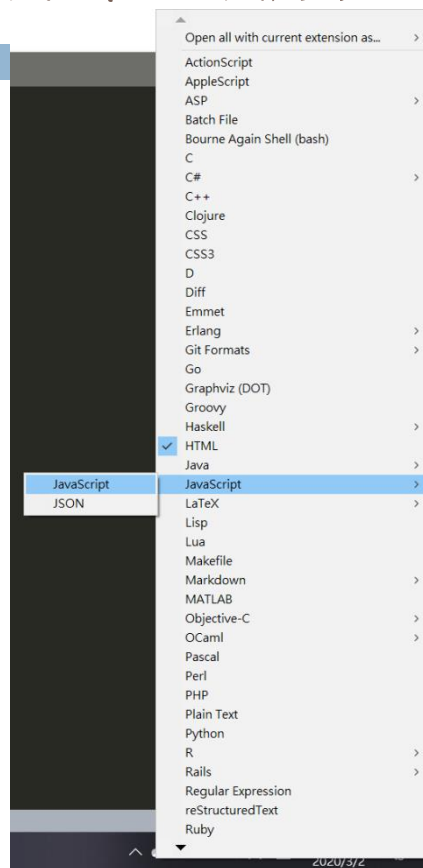 Open all with current extension as...
ActionScript
AppleScript
ASP
Batch File
Bourne Again Shell (bash)
C
C#
C++
Clojure
CSS
CSS3
D
Diff
Emmet
Erlang
Git Formats
Go
Graphviz (DOT)
Groovy
Haskell
HTML
Java
JavaScript
JavaScript
JSON
LaTeX
Lisp
Lua
Makefile
Markdown
MATLAB
Objective-C
OCaml
Pascal
Perl
PHP
Plain Text
Python
R
Rails
Regular Expression
reStructuredText
Ruby
2020/3/2